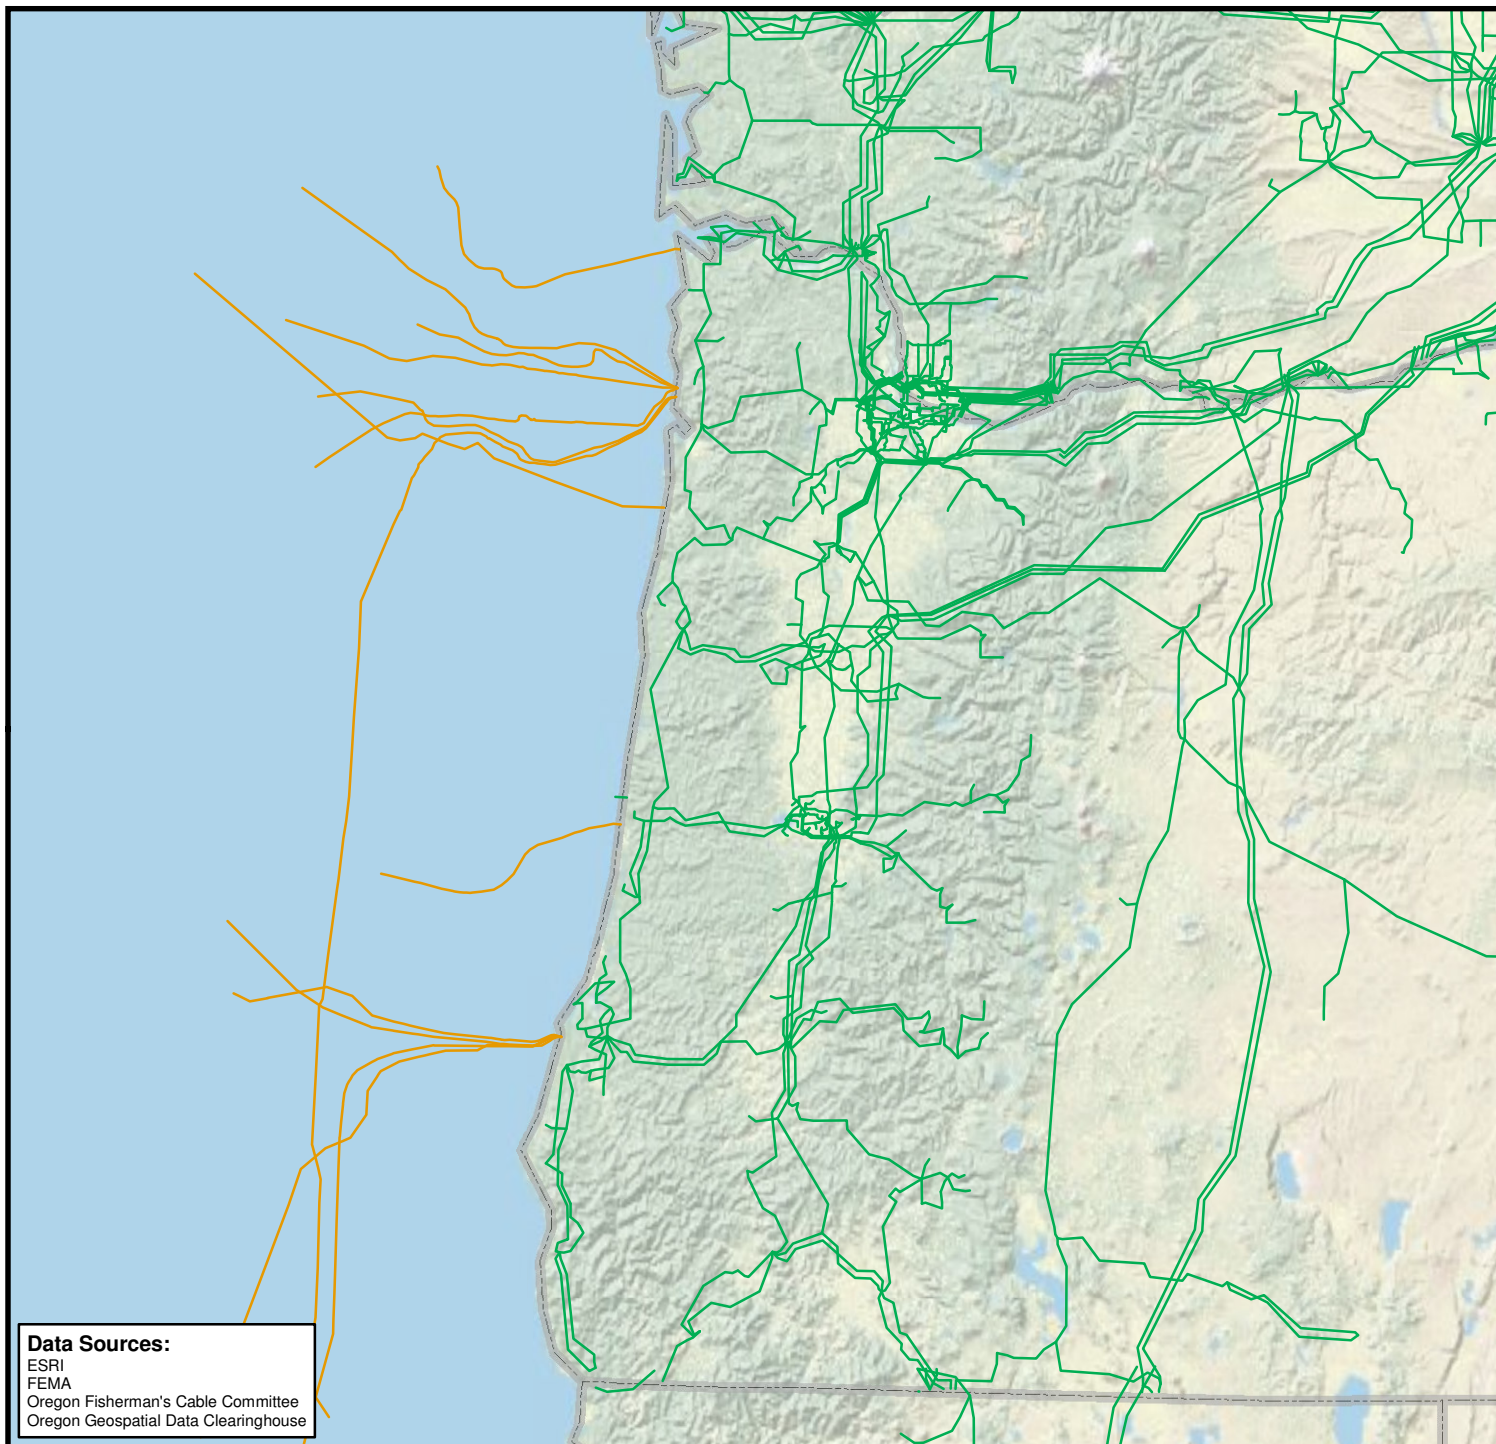 Data Sources:
ESRI
FEMA
Oregon Fisherman's Cable Committee
Oregon Geospatial Data Clearinghouse